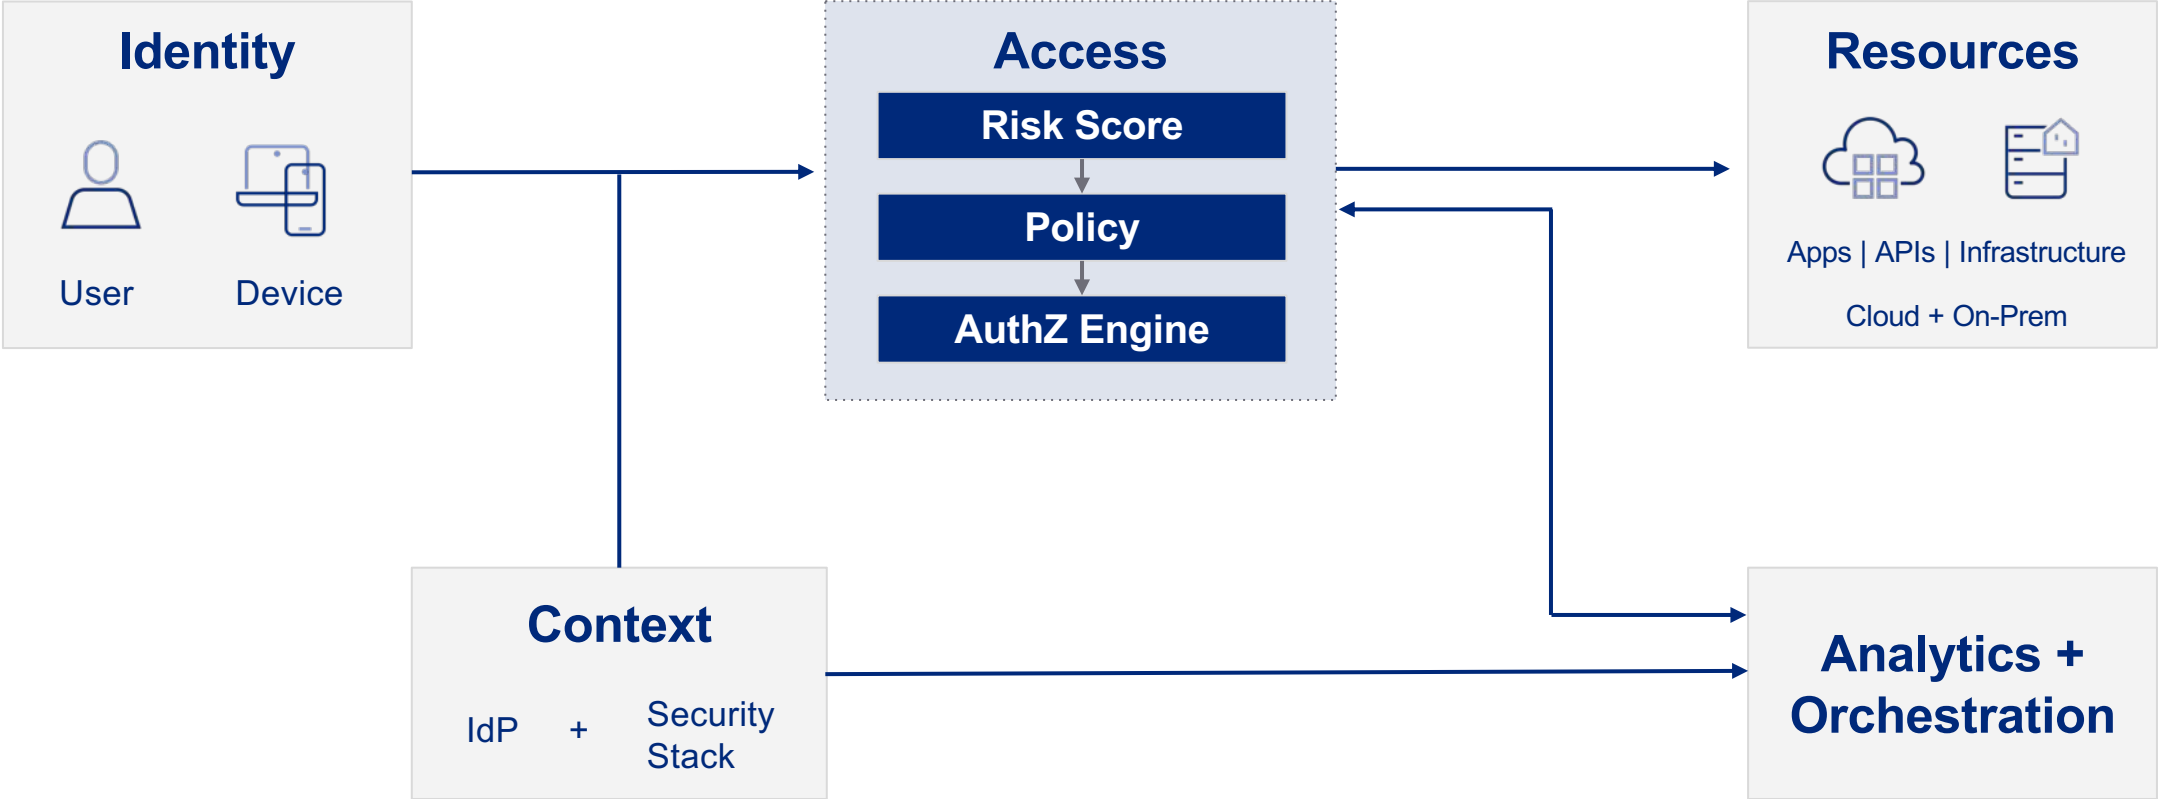 Identity
User
Device
Access
Risk Score
Policy
AuthZ Engine
Resources
Apps | APIs | Infrastructure
Cloud + On-Prem
Context
IdP + Security
Stack
Analytics +
Orchestration